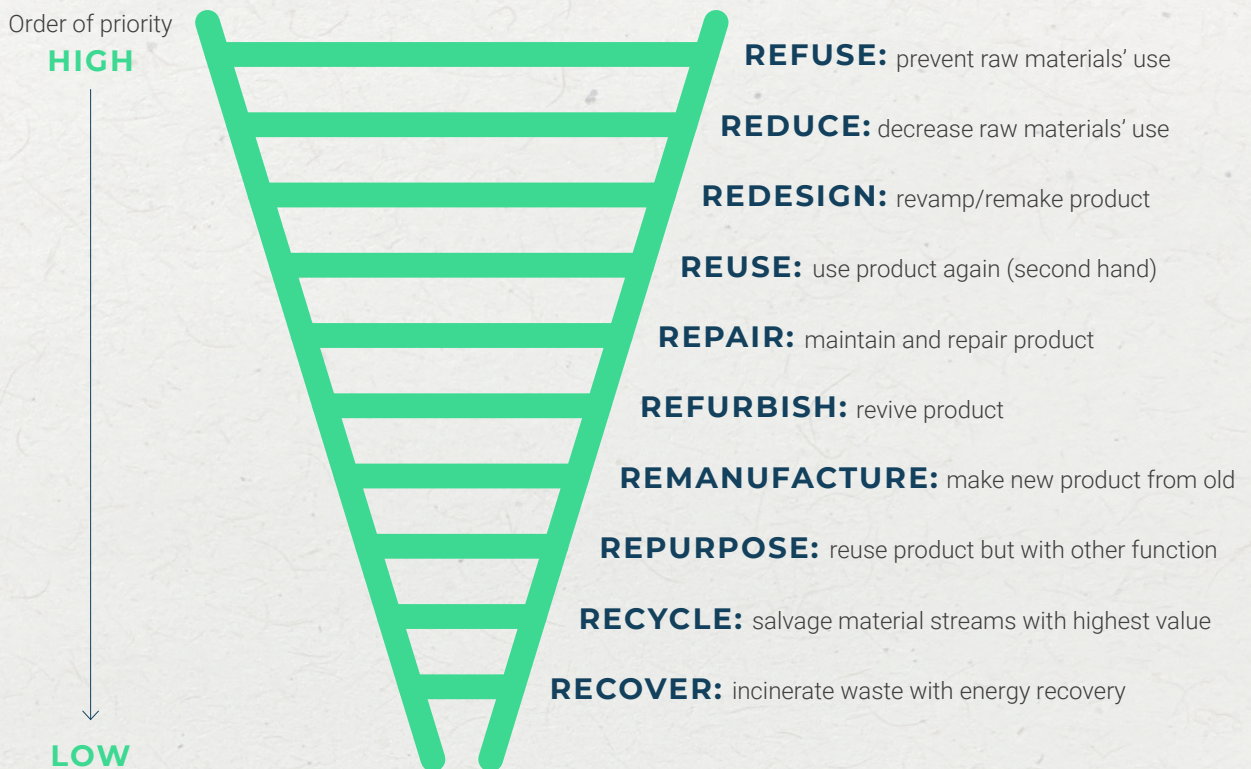 Order of priority
HIGH
REFUSE: prevent raw materials’ use
REDUCE: decrease raw materials’ use
REDESIGN: revamp/remake product
REUSE: use product again (second hand)
REPAIR: maintain and repair product
REFURBISH: revive product
REMANUFACTURE: make new product from old
REPURPOSE: reuse product but with other function
RECYCLE: salvage material streams with highest value
RECOVER: incinerate waste with energy recovery
LOW